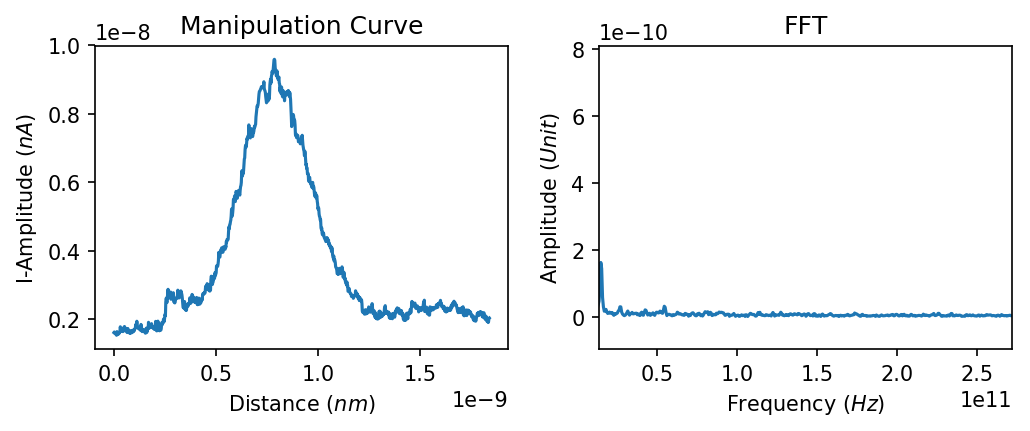 Manipulation Curve
1e−8
1.0
0.8
0.6
0.4
0.2
I-Amplitude (nA)
0.0 0.5 1.0 1.5
1e−9
Distance (nm)
FFT
1e−10
8
6
4
2
0
Amplitude (Unit)
0.5 1.0 1.5 2.0 2.5
1e11
Frequency (Hz)